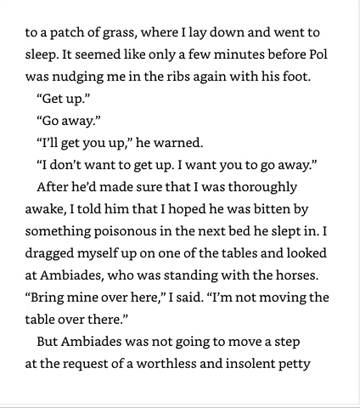 to a patch of grass, where I lay down and went to
sleep. It seemed like only a few minutes before Pol
was nudging me in the ribs again with his foot.
“Get up.”
“Go away.”
“I’ll get you up,” he warned.
“I don’t want to get up. I want you to go away.”
After he’d made sure that I was thoroughly
awake, I told him that I hoped he was bitten by
something poisonous in the next bed he slept in. I
dragged myself up on one of the tables and looked
at Ambiades, who was standing with the horses.
“Bring mine over here,” I said. “I’m not moving the
table over there.”
But Ambiades was not going to move a step
at the request of a worthless and insolent petty